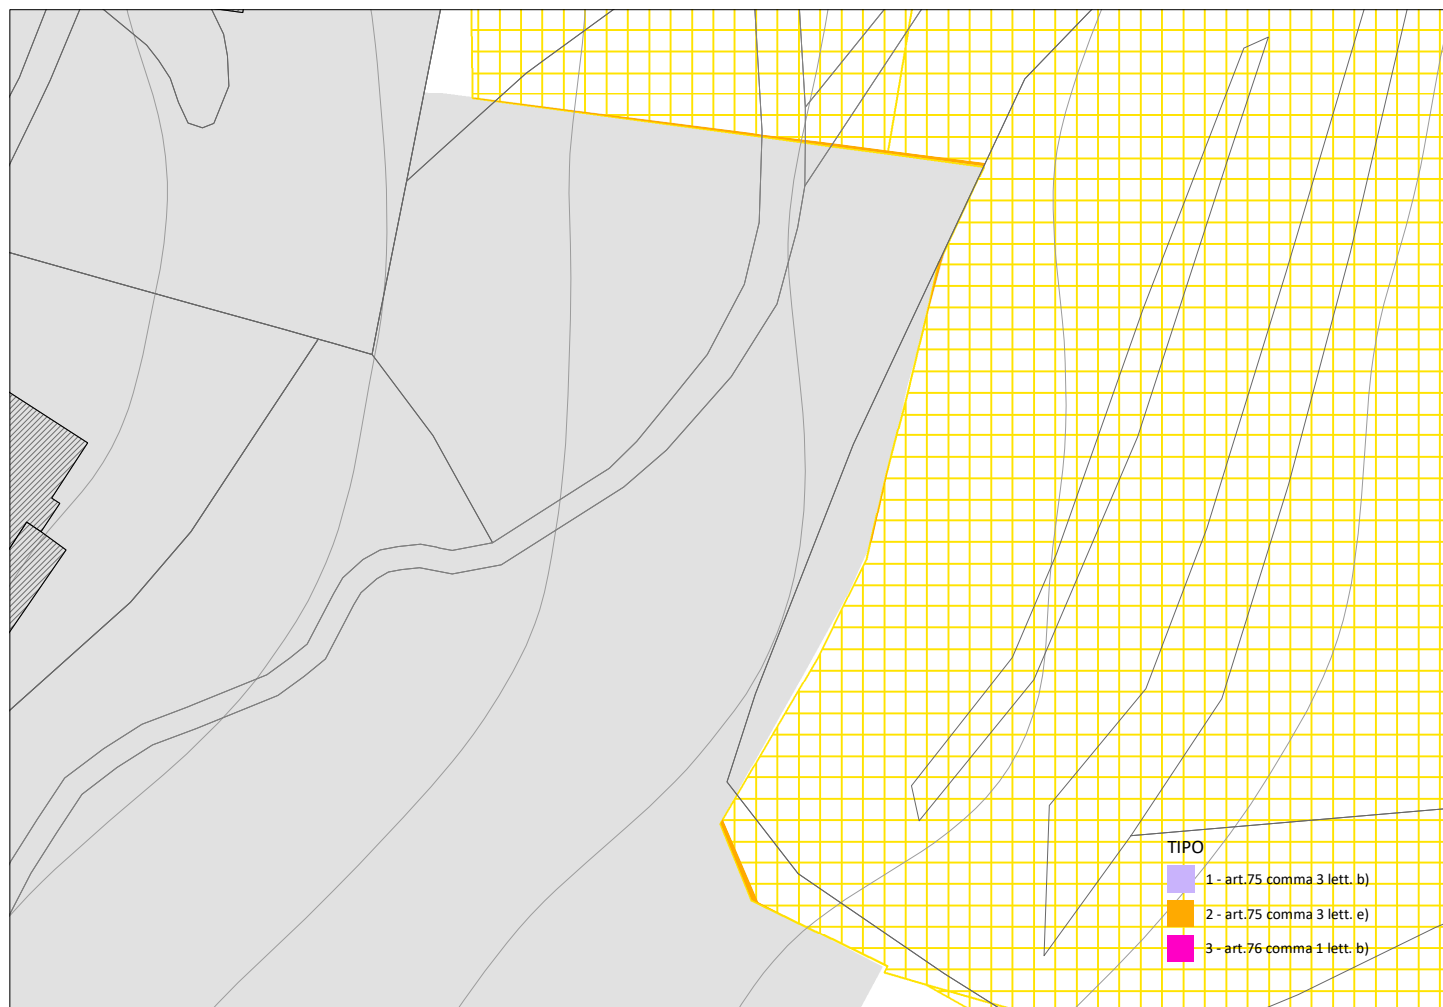 TIPO
1 - art.75 comma 3 lett. b)
2 - art.75 comma 3 lett. e)
3 - art.76 comma 1 lett. b)